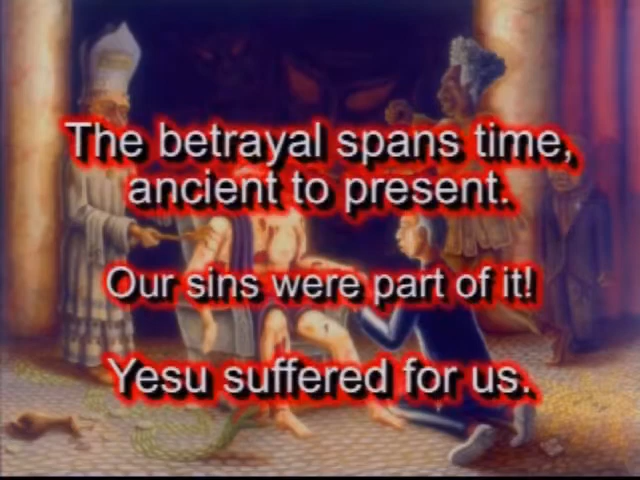 The betrayal spans time,
ancient to present.
Our sins were part of it!
Yesu suffered for us.